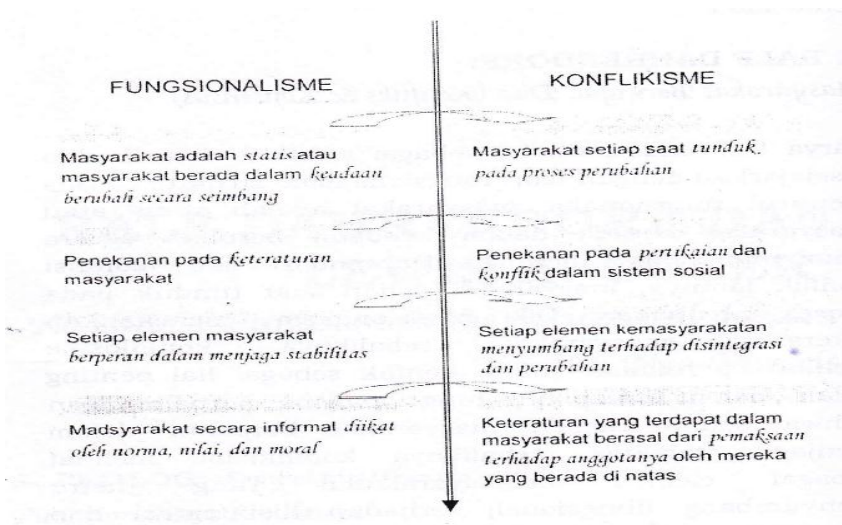 FUNGSIONALISME
KONFLIKISME
Masyarakat adalah statis atau
masyarakat berada dalam keadaan
berubah secara seimbang
Masyarakat setiap saat tunduk
pada proses perubahan
Penekanan pada keteraturan
masyarakat
Penekanan pada pertikaian dan
konflik dalam sistem sosial
Setiap elemen masyarakat
berperan dalam menjaga stabilitas
Setiap elemen kemasyarakatan
menyumbang terhadap disintegrasi
dan perubahan
Madsyarakat secara informal diikat
oleh norma, nilai, dan moral
Keteraturan yang terdapat dalam
masyarakat berasal dari pemaksaan
terhadap anggotanya oleh mereka
yang berada di natas